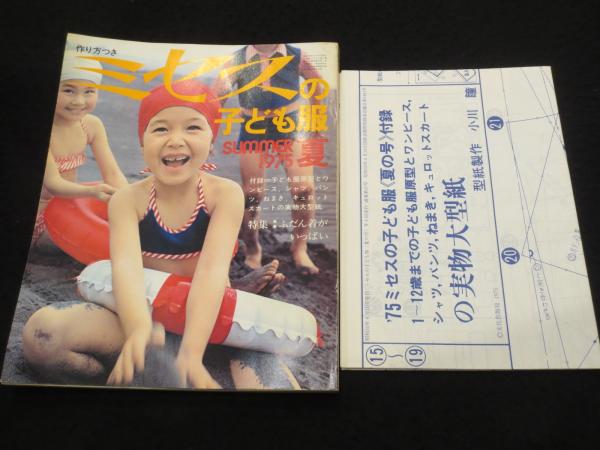 作り方つき
ミセスの
子ども服
SUMMER
1975 夏
付録=子ども服原型とワ
ンピース、シャツ、パン
ツ、ねまき、キュロット
スカートの実物大型紙
特集・ふだん着が
いっぱい
'75ミセスの子ども服〈夏の号〉付録
1〜12歳までの子ども服原型とワンピース,
シャツ,パンツ,ねまき,キュロットスカート
の実物大型紙
型紙製作 小川 瞳
⑮
〜
⑲
⑳
㉑